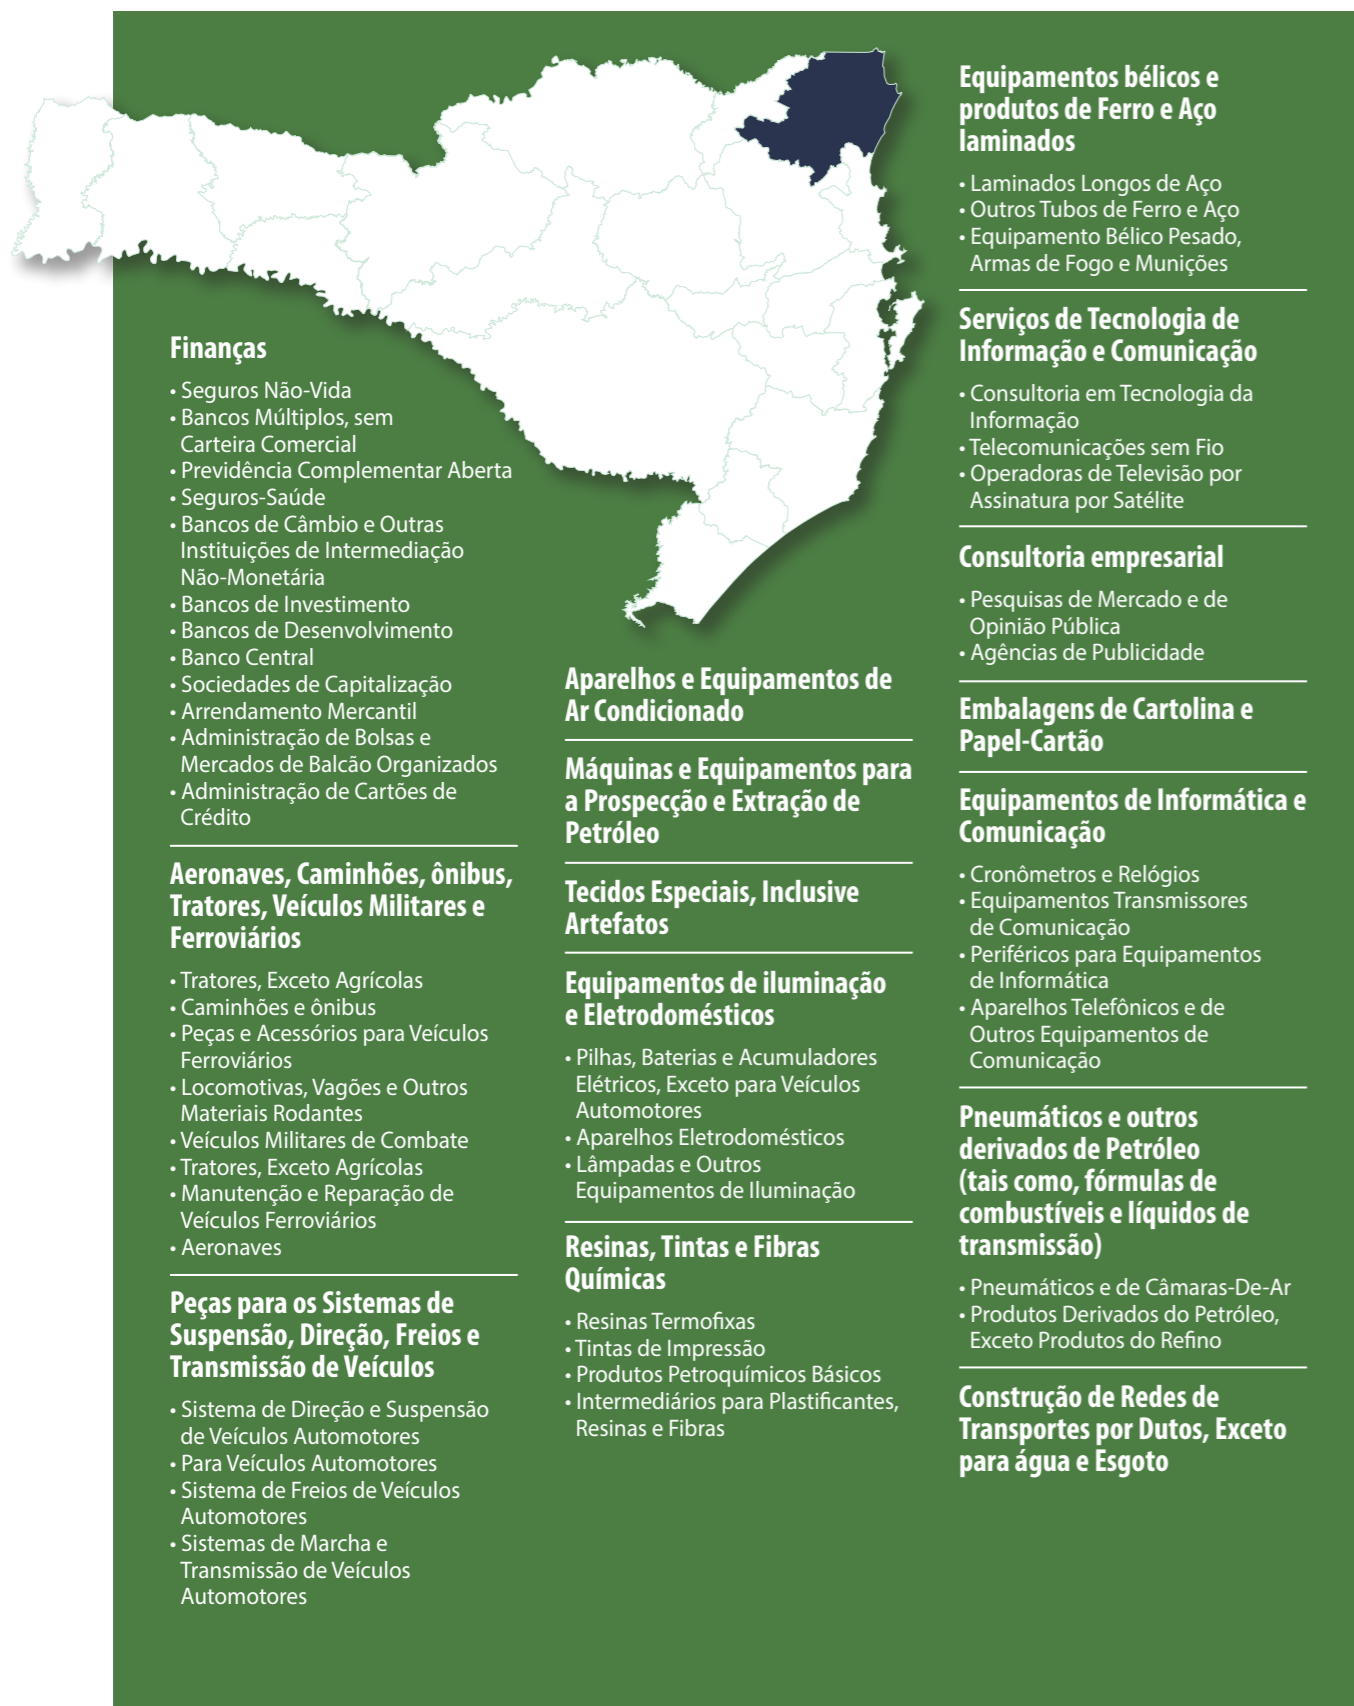 Finanças
• Seguros Não-Vida
• Bancos Múltiplos, sem
Carteira Comercial
• Previdência Complementar Aberta
• Seguros-Saúde
• Bancos de Câmbio e Outras
Instituições de Intermediação
Não-Monetária
• Bancos de Investimento
• Bancos de Desenvolvimento
• Banco Central
• Sociedades de Capitalização
• Arrendamento Mercantil
• Administração de Bolsas e
Mercados de Balcão Organizados
• Administração de Cartões de
Crédito
Aeronaves, Caminhões, ônibus,
Tratores, Veículos Militares e
Ferroviários
• Tratores, Exceto Agrícolas
• Caminhões e ônibus
• Peças e Acessórios para Veículos
Ferroviários
• Locomotivas, Vagões e Outros
Materiais Rodantes
• Veículos Militares de Combate
• Tratores, Exceto Agrícolas
• Manutenção e Reparação de
Veículos Ferroviários
• Aeronaves
Peças para os Sistemas de
Suspensão, Direção, Freios e
Transmissão de Veículos
• Sistema de Direção e Suspensão
de Veículos Automotores
• Para Veículos Automotores
• Sistema de Freios de Veículos
Automotores
• Sistemas de Marcha e
Transmissão de Veículos
Automotores
Aparelhos e Equipamentos de
Ar Condicionado
Máquinas e Equipamentos para
a Prospecção e Extração de
Petróleo
Tecidos Especiais, Inclusive
Artefatos
Equipamentos de iluminação
e Eletrodomésticos
• Pilhas, Baterias e Acumuladores
Elétricos, Exceto para Veículos
Automotores
• Aparelhos Eletrodomésticos
• Lâmpadas e Outros
Equipamentos de Iluminação
Resinas, Tintas e Fibras
Químicas
• Resinas Termofixas
• Tintas de Impressão
• Produtos Petroquímicos Básicos
• Intermediários para Plastificantes,
Resinas e Fibras
Equipamentos bélicos e
produtos de Ferro e Aço
laminados
• Laminados Longos de Aço
• Outros Tubos de Ferro e Aço
• Equipamento Bélico Pesado,
Armas de Fogo e Munições
Serviços de Tecnologia de
Informação e Comunicação
• Consultoria em Tecnologia da
Informação
• Telecomunicações sem Fio
• Operadoras de Televisão por
Assinatura por Satélite
Consultoria empresarial
• Pesquisas de Mercado e de
Opinião Pública
• Agências de Publicidade
Embalagens de Cartolina e
Papel-Cartão
Equipamentos de Informática e
Comunicação
• Cronômetros e Relógios
• Equipamentos Transmissores
de Comunicação
• Periféricos para Equipamentos
de Informática
• Aparelhos Telefônicos e de
Outros Equipamentos de
Comunicação
Pneumáticos e outros
derivados de Petróleo
(tais como, fórmulas de
combustíveis e líquidos de
transmissão)
• Pneumáticos e de Câmaras-De-Ar
• Produtos Derivados do Petróleo,
Exceto Produtos do Refino
Construção de Redes de
Transportes por Dutos, Exceto
para água e Esgoto